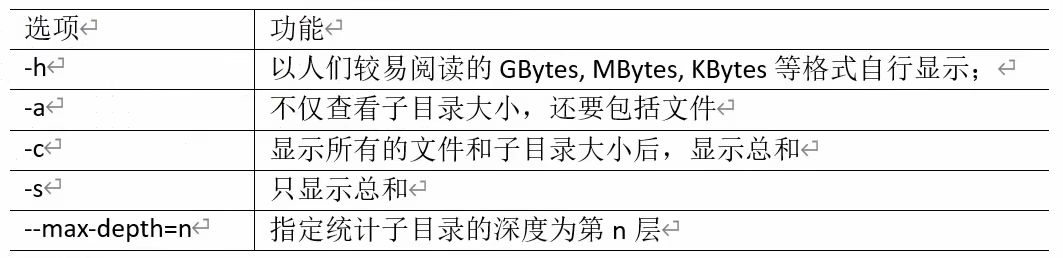 选项 功能
-h 以人们较易阅读的 GBytes, MBytes, KBytes 等格式自行显示；
-a 不仅查看子目录大小，还要包括文件
-c 显示所有的文件和子目录大小后，显示总和
-s 只显示总和
--max-depth=n 指定统计子目录的深度为第 n 层